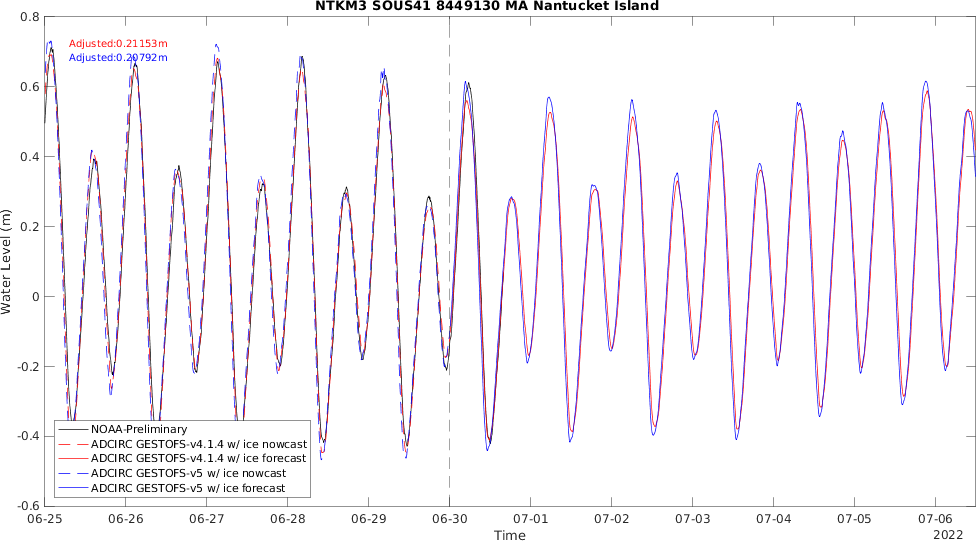 NTKM3 SOUS41 8449130 MA Nantucket Island
Adjusted:0.21153m
Adjusted:0.20792m
Water Level (m)
0.8
0.6
0.4
0.2
0
-0.2
-0.4
-0.6
NOAA-Preliminary
ADCIRC GESTOFS-v4.1.4 w/ ice nowcast
ADCIRC GESTOFS-v4.1.4 w/ ice forecast
ADCIRC GESTOFS-v5 w/ ice nowcast
ADCIRC GESTOFS-v5 w/ ice forecast
06-25 06-26 06-27 06-28 06-29 06-30 07-01 07-02 07-03 07-04 07-05 07-06
Time
2022